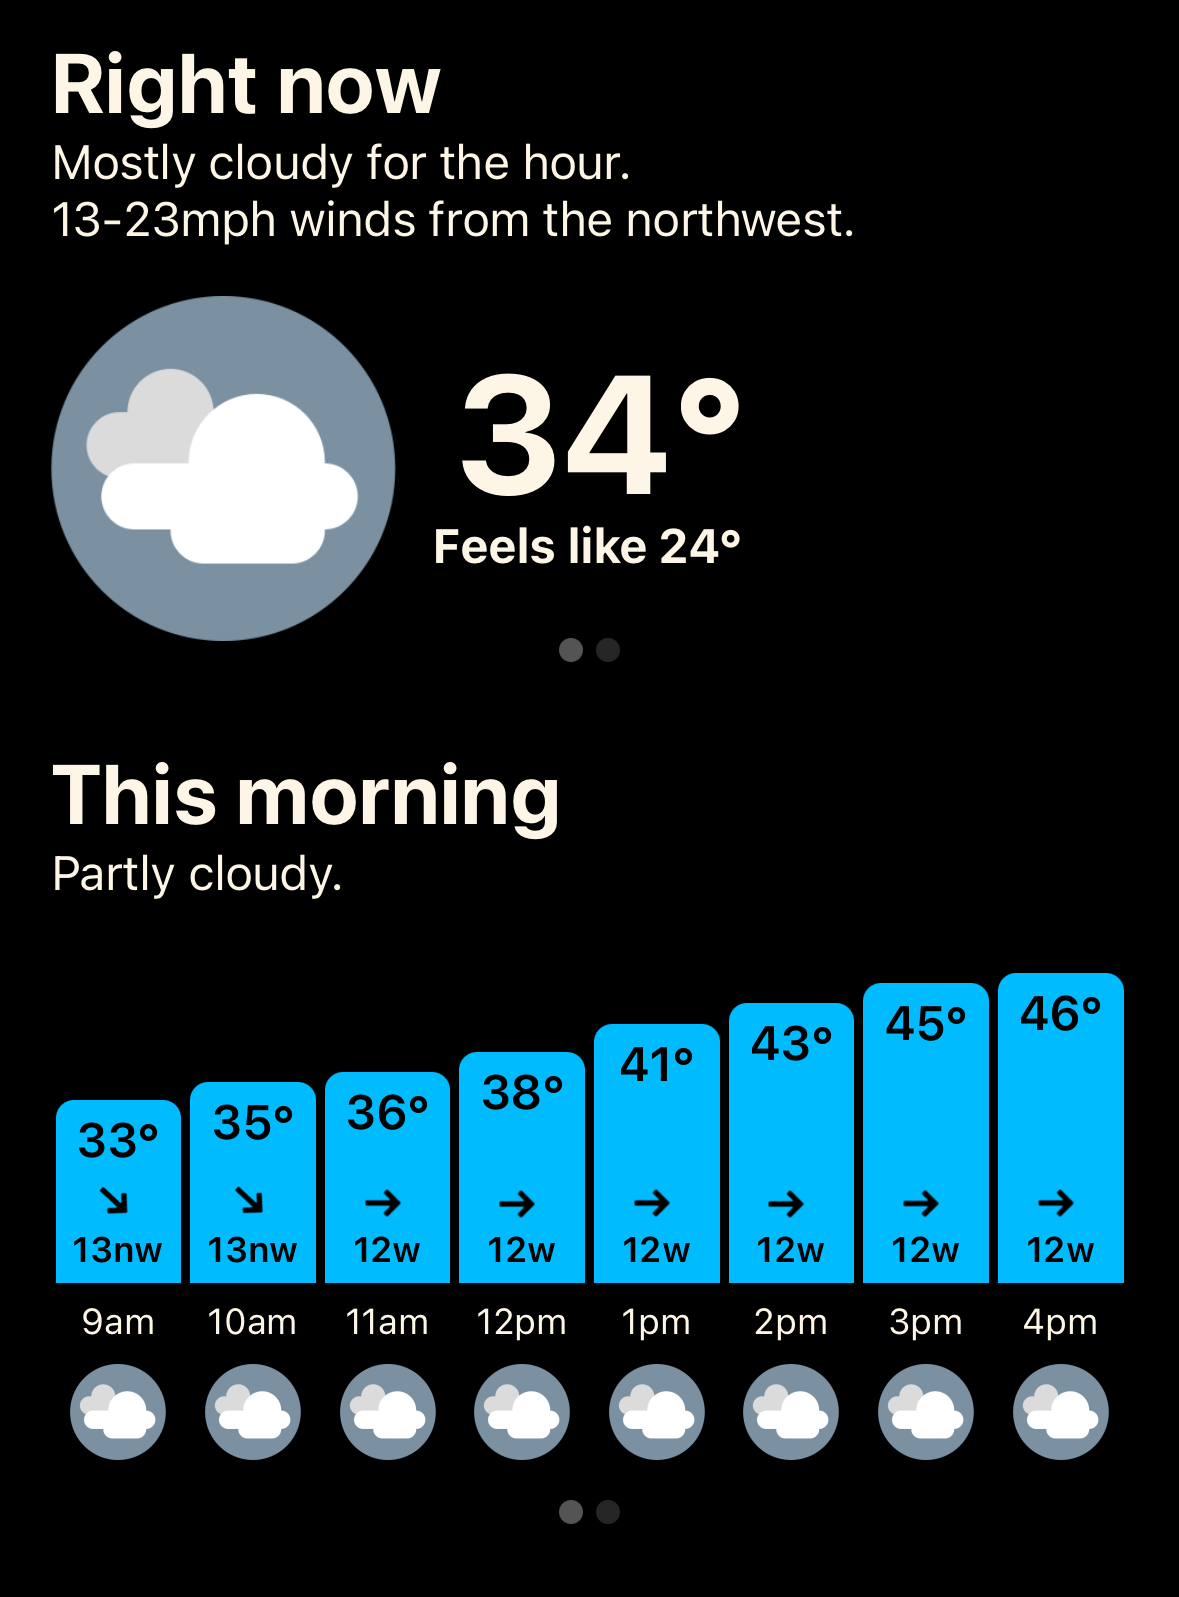 Right now
Mostly cloudy for the hour.
13-23mph winds from the northwest.
34°
Feels like 24°
This morning
Partly cloudy.
33° 35° 36° 38° 41° 43° 45° 46°
13nw 13nw 12w 12w 12w 12w 12w 12w
9am 10am 11am 12pm 1pm 2pm 3pm 4pm